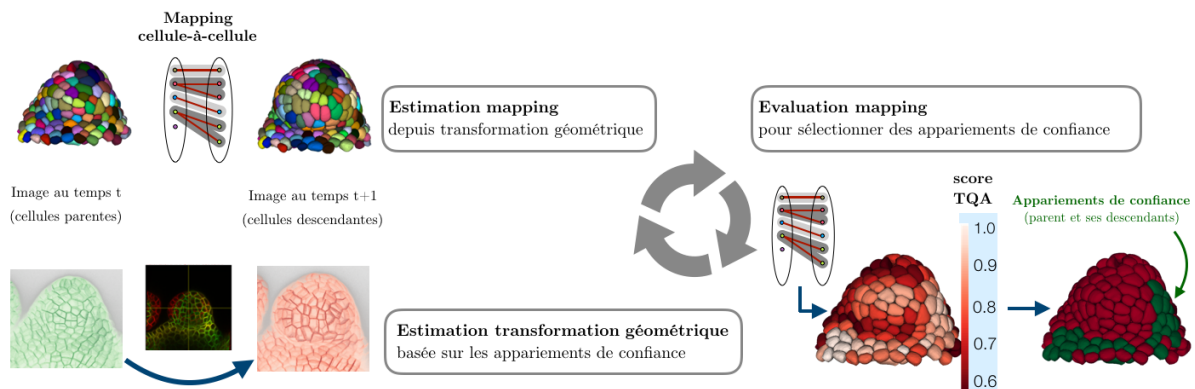 Mapping
cellule-à-cellule
Estimation mapping
depuis transformation géométrique
Evaluation mapping
pour sélectionner des appariements de confiance
Image au temps t
(cellules parentes)
Image au temps t+1
(cellules descendantes)
score
TQA
1.0
0.9
0.8
0.7
0.6
Appariements de confiance
(parent et ses descendants)
Estimation transformation géométrique
basée sur les appariements de confiance